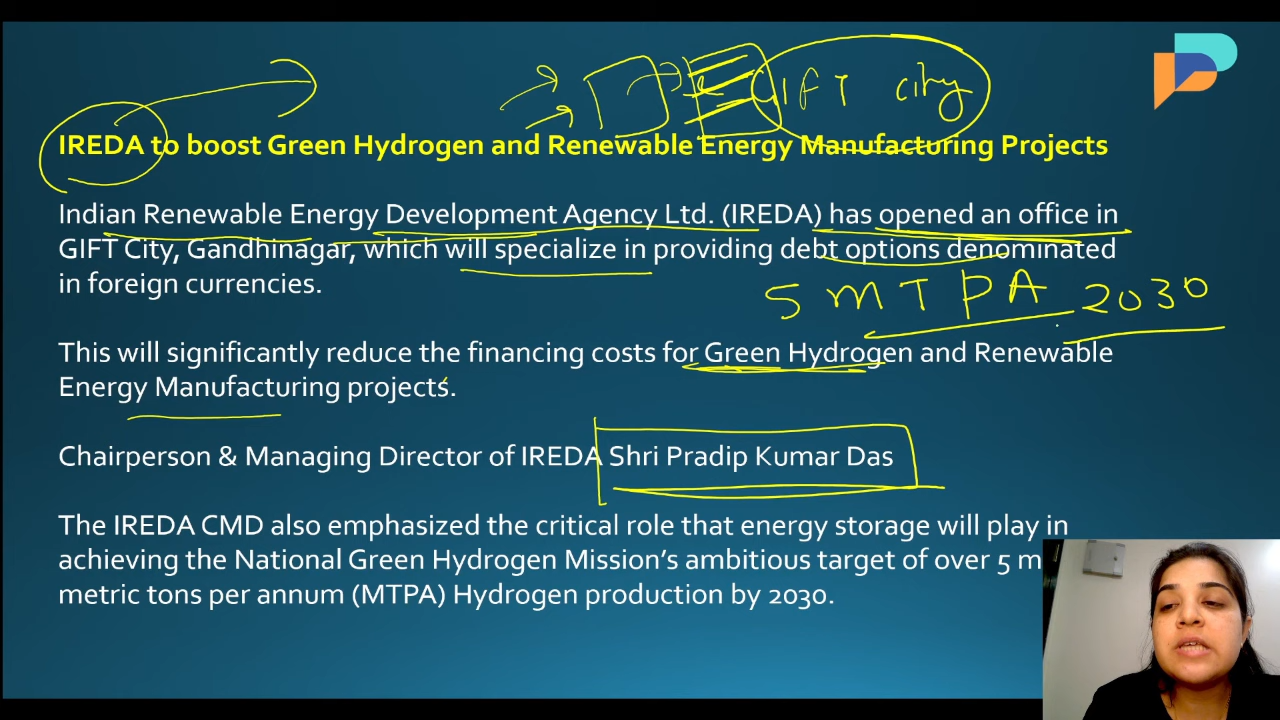 GIFT city
IREDA to boost Green Hydrogen and Renewable Energy Manufacturing Projects
Indian Renewable Energy Development Agency Ltd. (IREDA) has opened an office in
GIFT City, Gandhinagar, which will specialize in providing debt options denominated
in foreign currencies.
5 MTPA 2030
This will significantly reduce the financing costs for Green Hydrogen and Renewable
Energy Manufacturing projects.
Chairperson & Managing Director of IREDA Shri Pradip Kumar Das
The IREDA CMD also emphasized the critical role that energy storage will play in
achieving the National Green Hydrogen Mission's ambitious target of over 5 m
metric tons per annum (MTPA) Hydrogen production by 2030.